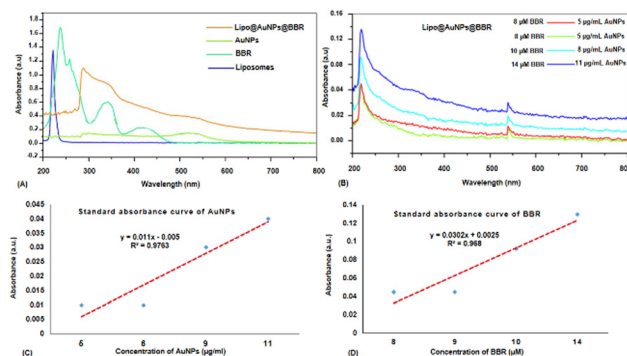 Lipo@AuNPs@BBR
AuNPs
BBR
Liposomes
Absorbance (a.u)
1.8
1.6
1.4
1.2
1.0
0.8
0.6
0.4
0.2
0.0
-0.2
200 300 400 500 600 700 800
(A) Wavelength (nm)
Lipo@AuNPs@BBR
8 µM BBR 5 µg/mL AuNPs
8 µM BBR 5 µg/mL AuNPs
10 µM BBR 8 µg/mL AuNPs
14 µM BBR 11 µg/mL AuNPs
Absorbance (a.u)
0.16
0.12
0.08
0.04
0.00
200 300 400 500 600 700 800
(B) Wavelength (nm)
Standard absorbance curve of AuNPs
y = 0.011x - 0.005
R² = 0.9763
Absorbance (a.u.)
0.045
0.04
0.035
0.03
0.025
0.02
0.015
0.01
0.005
0
5 6 9 11
(C) Concentration of AuNPs (µg/ml)
Standard absorbance curve of BBR
y = 0.0302x + 0.0025
R² = 0.968
Absorbance (a.u.)
0.14
0.12
0.1
0.08
0.06
0.04
0.02
0
8 9 10 14
(D) Concentration of BBR (µM)